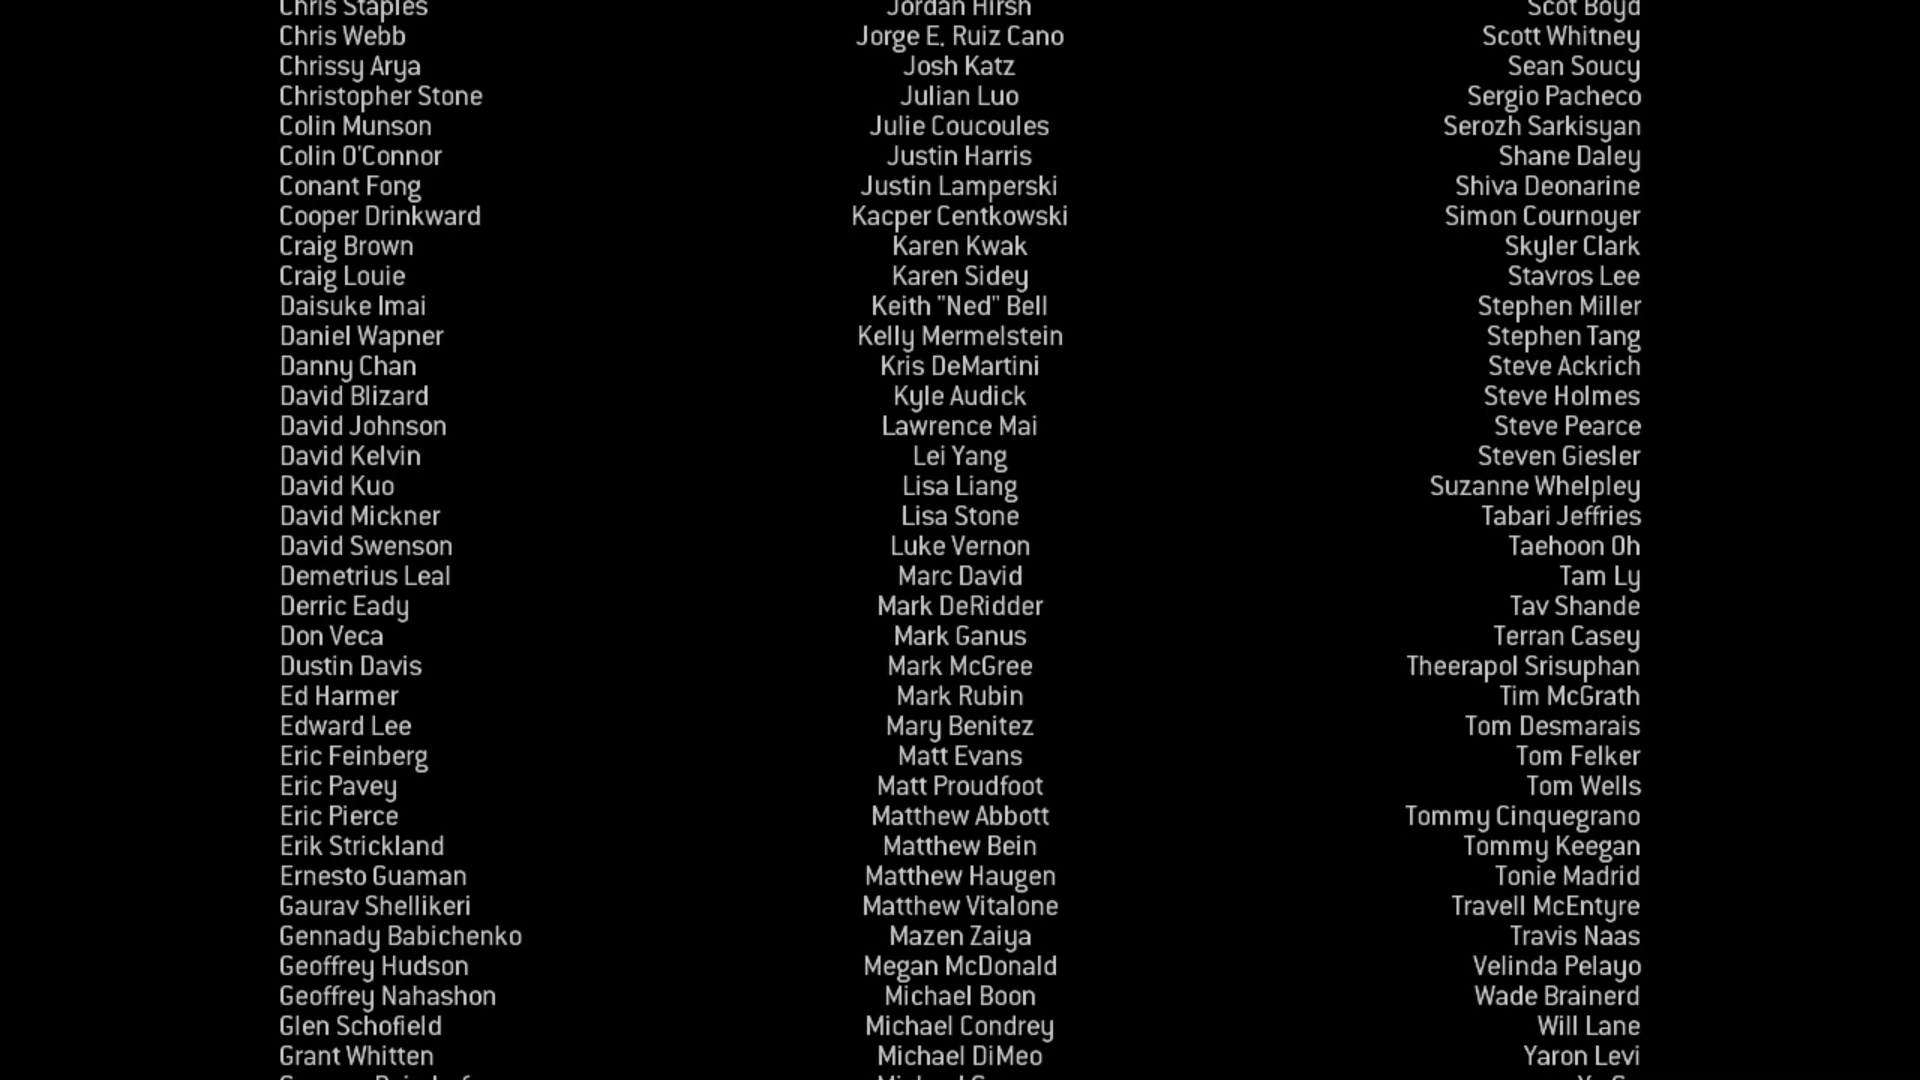 Chris Staples
Chris Webb
Chrissy Arya
Christopher Stone
Colin Munson
Colin O'Connor
Conant Fong
Cooper Drinkward
Craig Brown
Craig Louie
Daisuke Imai
Daniel Wapner
Danny Chan
David Blizard
David Johnson
David Kelvin
David Kuo
David Mickner
David Swenson
Demetrius Leal
Derric Eady
Don Veca
Dustin Davis
Ed Harmer
Edward Lee
Eric Feinberg
Eric Pavey
Eric Pierce
Erik Strickland
Ernesto Guaman
Gaurav Shellikeri
Gennady Babichenko
Geoffrey Hudson
Geoffrey Nahashon
Glen Schofield
Grant Whitten
Jordan Hirsh
Jorge E. Ruiz Cano
Josh Katz
Julian Luo
Julie Coucoules
Justin Harris
Justin Lamperski
Kacper Centkowski
Karen Kwak
Karen Sidey
Keith "Ned" Bell
Kelly Mermelstein
Kris DeMartini
Kyle Audick
Lawrence Mai
Lei Yang
Lisa Liang
Lisa Stone
Luke Vernon
Marc David
Mark DeRidder
Mark Ganus
Mark McGree
Mark Rubin
Mary Benitez
Matt Evans
Matt Proudfoot
Matthew Abbott
Matthew Bein
Matthew Haugen
Matthew Vitalone
Mazen Zaiya
Megan McDonald
Michael Boon
Michael Condrey
Michael DiMeo
Scot Boyd
Scott Whitney
Sean Soucy
Sergio Pacheco
Serozh Sarkisyan
Shane Daley
Shiva Deonarine
Simon Cournoyer
Skyler Clark
Stavros Lee
Stephen Miller
Stephen Tang
Steve Ackrich
Steve Holmes
Steve Pearce
Steven Giesler
Suzanne Whelpley
Tabari Jeffries
Taehoon Oh
Tam Ly
Tav Shande
Terran Casey
Theerapol Srisuphan
Tim McGrath
Tom Desmarais
Tom Felker
Tom Wells
Tommy Cinquegrano
Tommy Keegan
Tonie Madrid
Travell McEntyre
Travis Naas
Velinda Pelayo
Wade Brainerd
Will Lane
Yaron Levi